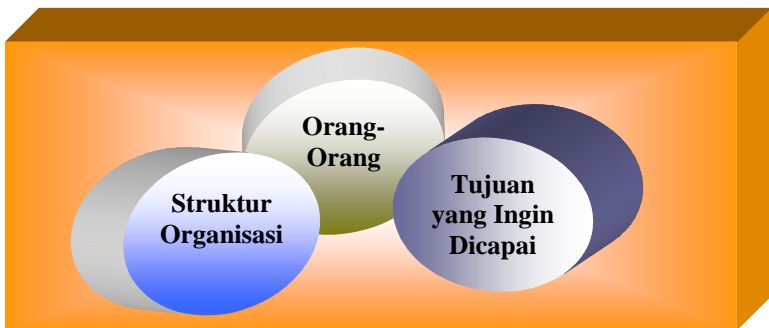 Struktur
Organisasi
Orang-
Orang
Tujuan
yang Ingin
Dicapai